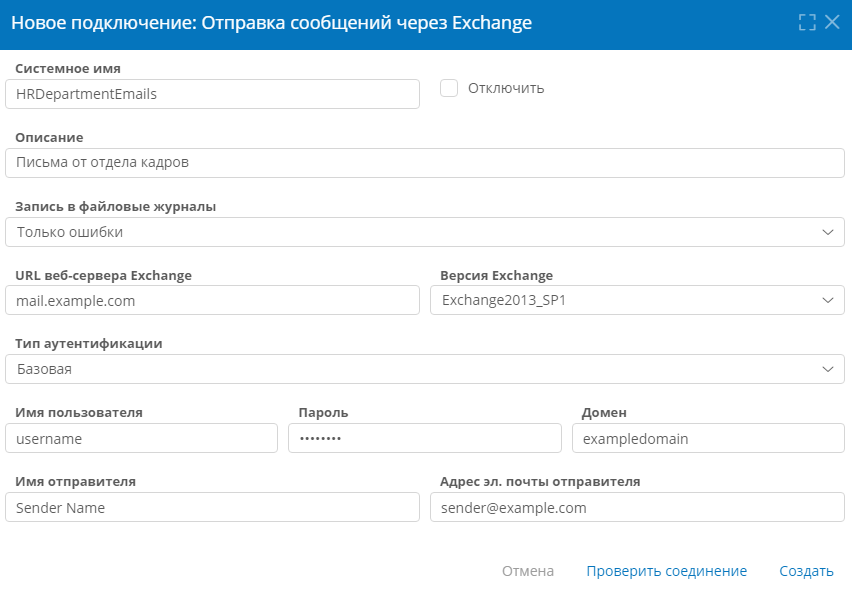 Новое подключение: Отправка сообщений через Exchange
Системное имя
HRDepartmentEmails
Отключить
Описание
Письма от отдела кадров
Запись в файловые журналы
Только ошибки
URL веб-сервера Exchange
Версия Exchange
mail.example.com
Exchange2013_SP1
Тип аутентификации
Базовая
Имя пользователя
Пароль
Домен
username
••••••••
exampledomain
Имя отправителя
Адрес эл. почты отправителя
Sender Name
sender@example.com
Отмена
Проверить соединение
Создать